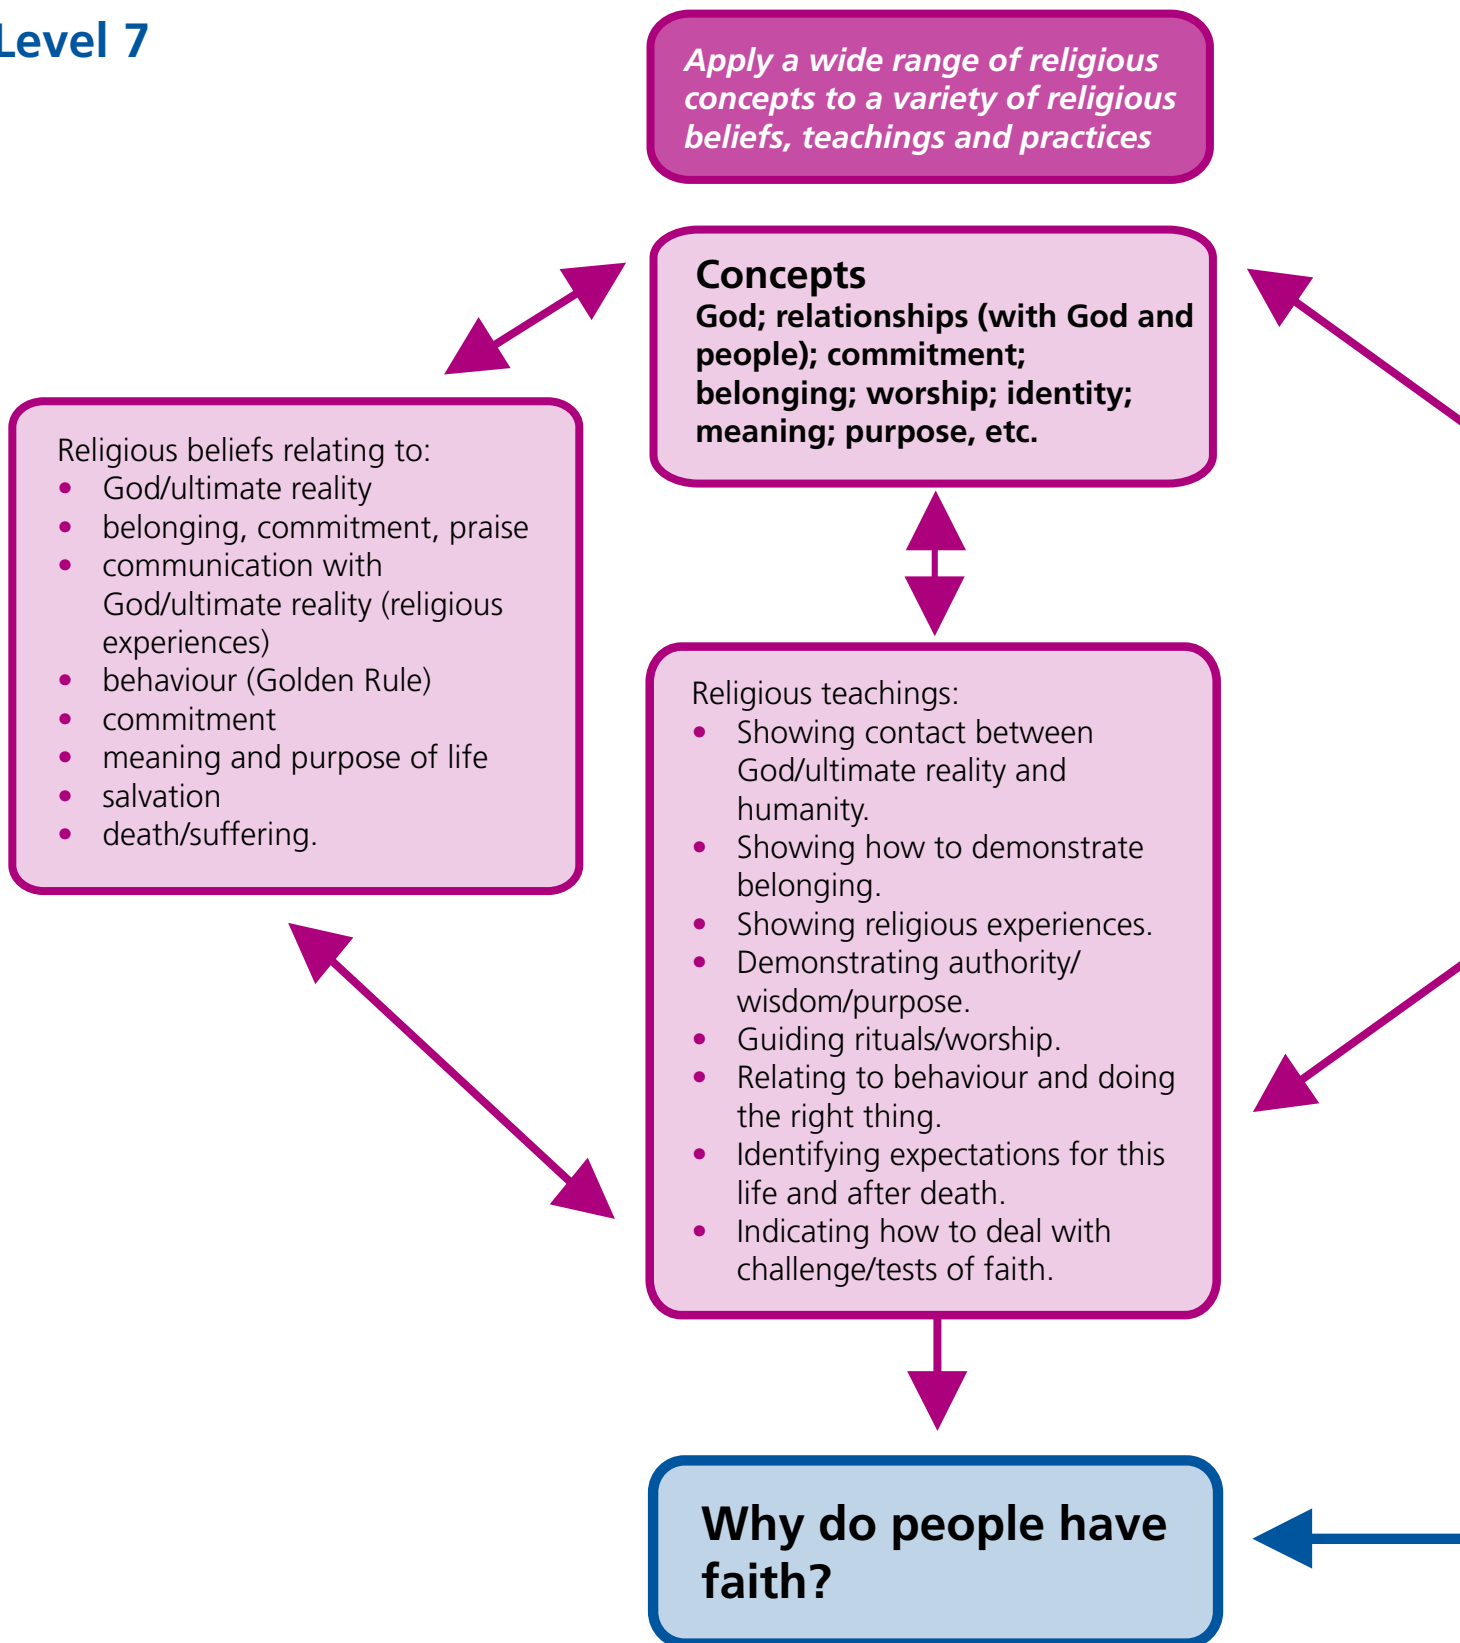 Level 7
Apply a wide range of religious
concepts to a variety of religious
beliefs, teachings and practices
Concepts
God; relationships (with God and
people); commitment;
belonging; worship; identity;
meaning; purpose, etc.
Religious beliefs relating to:
• God/ultimate reality
• belonging, commitment, praise
• communication with
God/ultimate reality (religious
experiences)
• behaviour (Golden Rule)
• commitment
• meaning and purpose of life
• salvation
• death/suffering.
Religious teachings:
• Showing contact between
God/ultimate reality and
humanity.
• Showing how to demonstrate
belonging.
• Showing religious experiences.
• Demonstrating authority/
wisdom/purpose.
• Guiding rituals/worship.
• Relating to behaviour and doing
the right thing.
• Identifying expectations for this
life and after death.
• Indicating how to deal with
challenge/tests of faith.
Why do people have
faith?